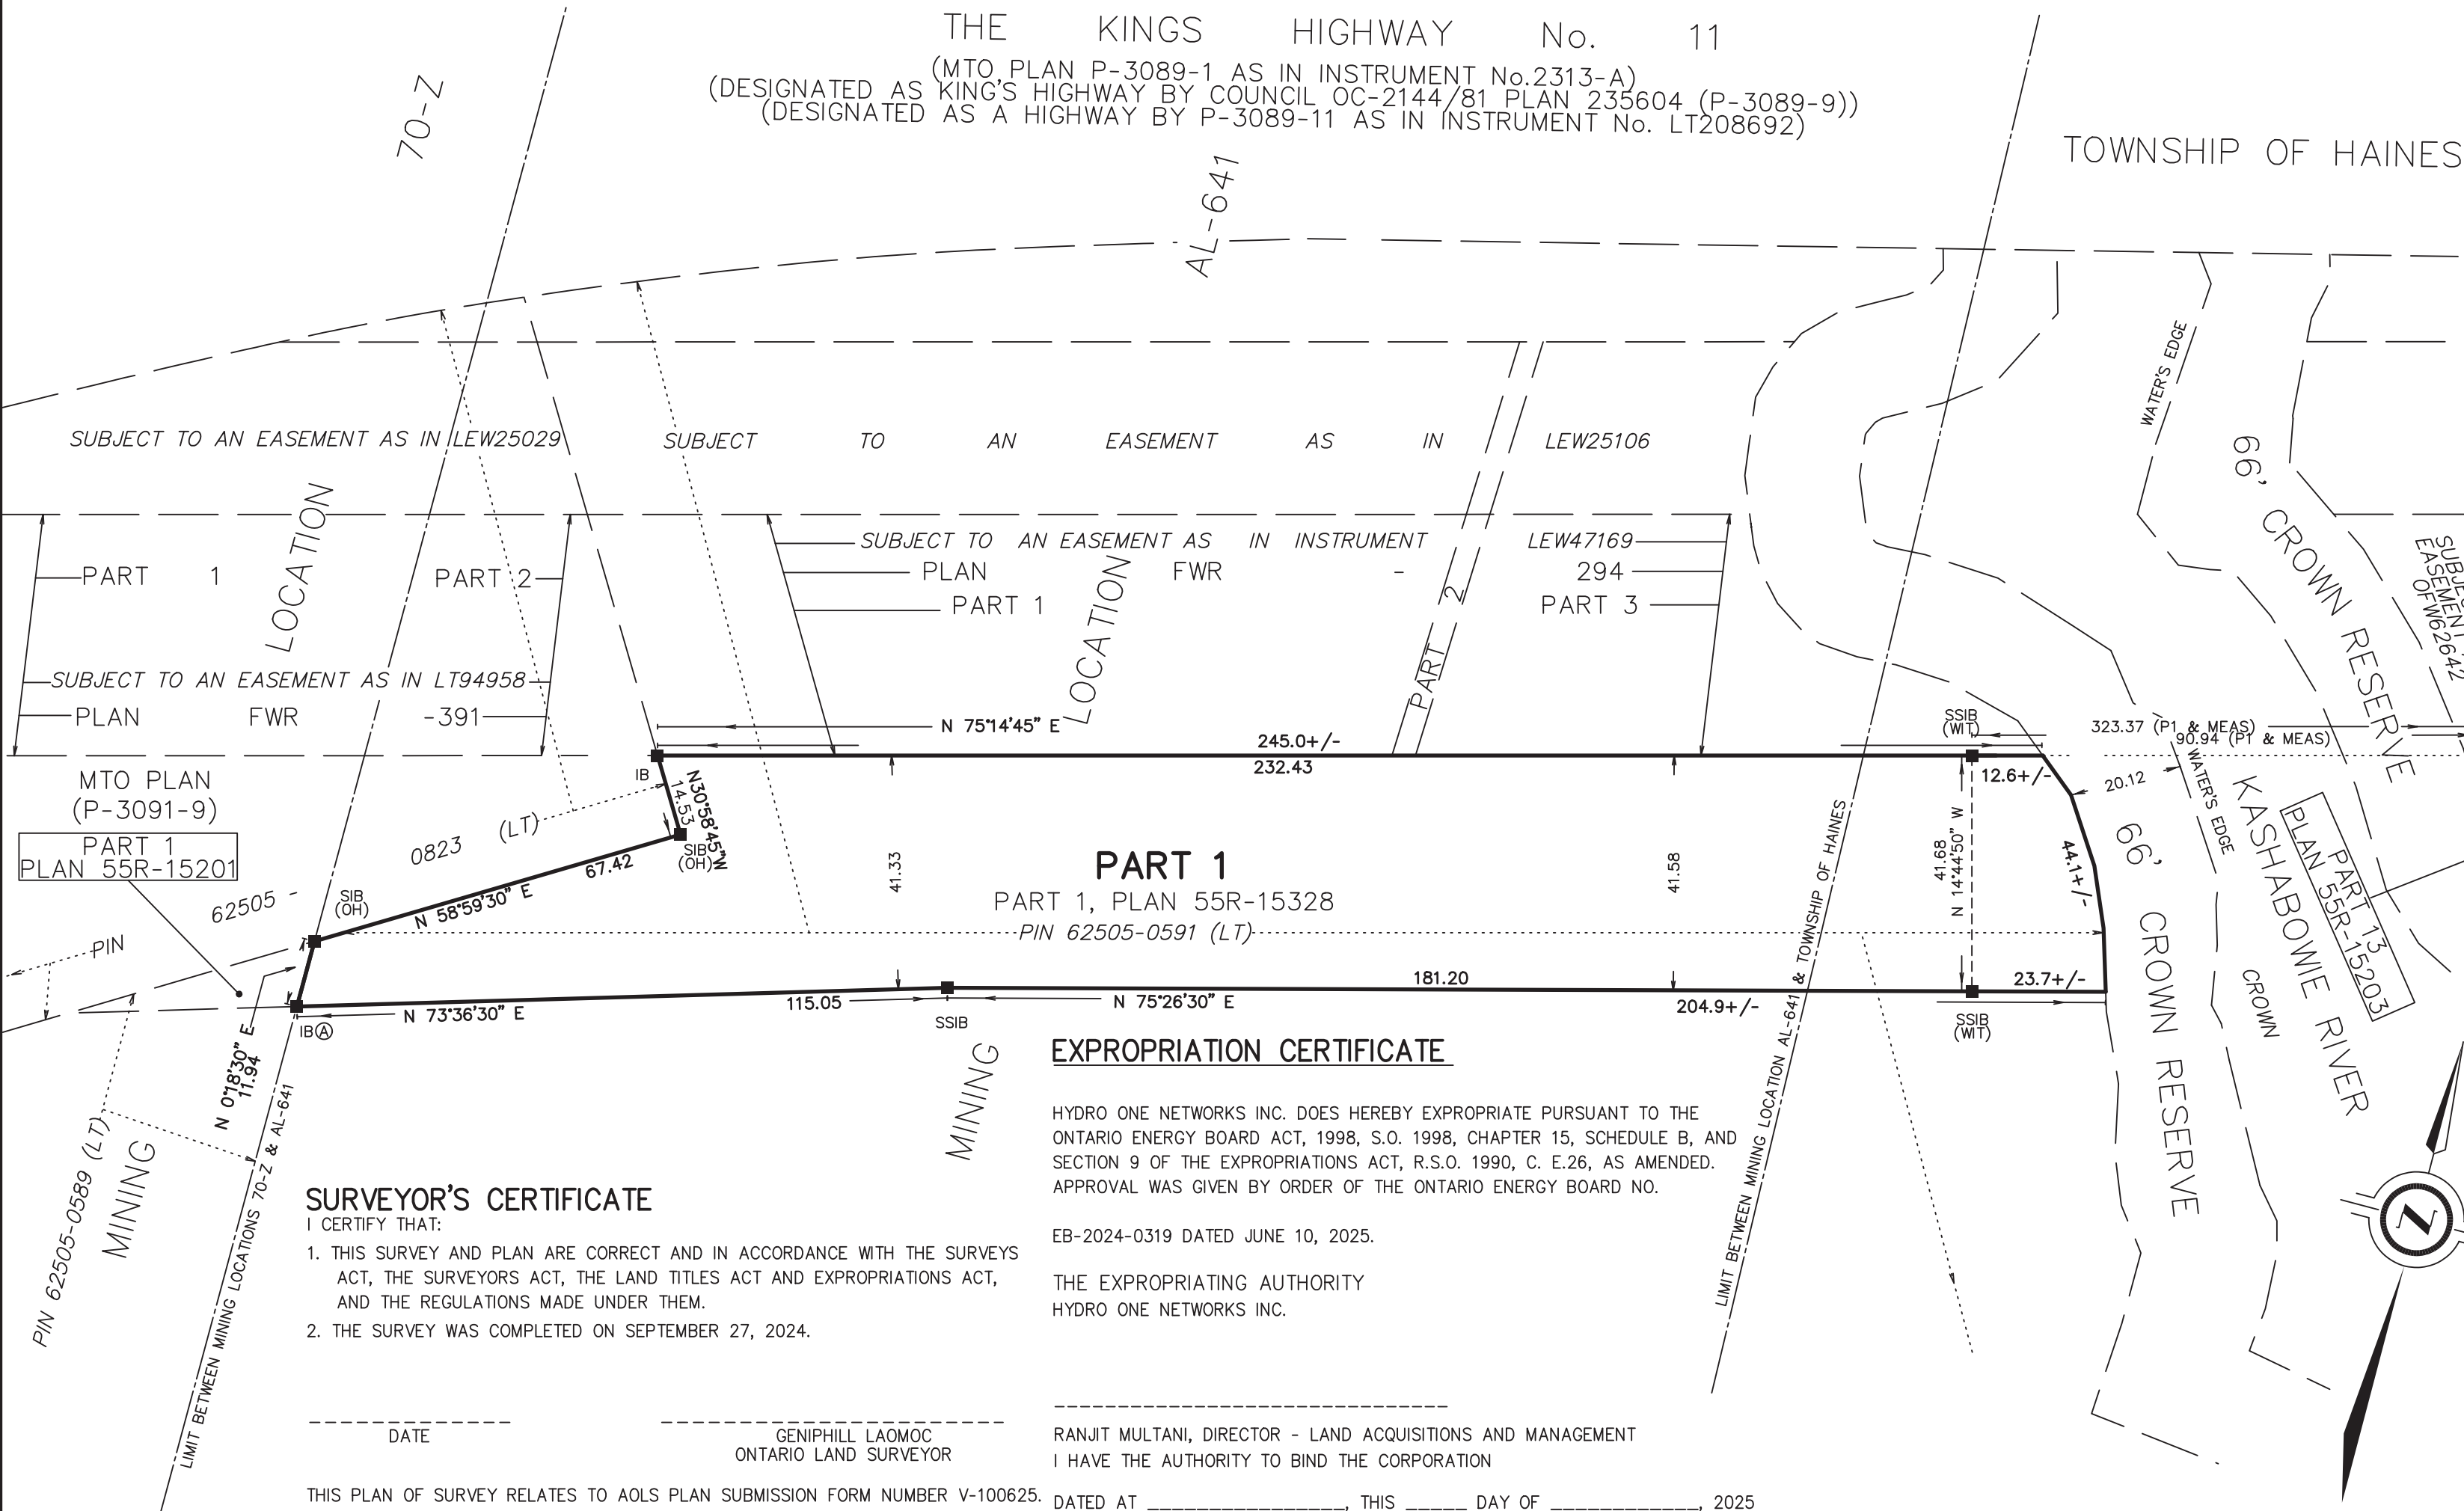 THE KINGS HIGHWAY No. 11
(MTO PLAN P-3089-1 AS IN INSTRUMENT No.2313-A)
(DESIGNATED AS KING'S HIGHWAY BY COUNCIL OC-2144/81 PLAN 235604 (P-3089-9))
(DESIGNATED AS A HIGHWAY BY P-3089-11 AS IN INSTRUMENT No. LT208692)
70-Z
AL-641
TOWNSHIP OF HAINES
WATER'S EDGE
66' CROWN RESERVE
SUBJECT TO AN EASEMENT AS IN LEW25029
SUBJECT TO AN EASEMENT AS IN LEW25106
LOCATION
LOCATION
SUBJECT TO AN EASEMENT AS IN INSTRUMENT LEW47169
PLAN FWR - 294
PART 1
PART 3
PART 2
PART 1
PART 2
SUBJECT TO AN EASEMENT AS IN LT94958
PLAN FWR -391
SUBJECT
EASEMENT
OFW62642
N 75°14'45" E
245.0+/-
232.43
SSIB
(WIT)
323.37 (P1 & MEAS)
90.94 (P1 & MEAS)
12.6+/-
20.12
WATER'S EDGE
MTO PLAN
(P-3091-9)
PART 1
PLAN 55R-15201
IB
N30°58'45"W
14.53
SIB
(OH)
0823 (LT)
62505 -
PIN
SIB
(OH)
67.42
N 58°59'30" E
41.33
PART 1
PART 1, PLAN 55R-15328
PIN 62505-0591 (LT)
41.58
41.68
N 14°44'50" W
44.1+/-
66' CROWN RESERVE
KASHABOWIE RIVER
CROWN
PART 13
PLAN 55R-15203
N 73°36'30" E
115.05
SSIB
N 75°26'30" E
181.20
204.9+/-
23.7+/-
SSIB
(WIT)
IB A
N 0°18'30" E
11.94
PIN 62505-0589 (LT)
MINING
MINING
LIMIT BETWEEN MINING LOCATIONS 70-Z & AL-641
LIMIT BETWEEN MINING LOCATION AL-641 & TOWNSHIP OF HAINES
SURVEYOR'S CERTIFICATE
I CERTIFY THAT:
1. THIS SURVEY AND PLAN ARE CORRECT AND IN ACCORDANCE WITH THE SURVEYS
ACT, THE SURVEYORS ACT, THE LAND TITLES ACT AND EXPROPRIATIONS ACT,
AND THE REGULATIONS MADE UNDER THEM.
2. THE SURVEY WAS COMPLETED ON SEPTEMBER 27, 2024.
DATE
GENIPHILL LAOMOC
ONTARIO LAND SURVEYOR
THIS PLAN OF SURVEY RELATES TO AOLS PLAN SUBMISSION FORM NUMBER V-100625.
EXPROPRIATION CERTIFICATE
HYDRO ONE NETWORKS INC. DOES HEREBY EXPROPRIATE PURSUANT TO THE
ONTARIO ENERGY BOARD ACT, 1998, S.O. 1998, CHAPTER 15, SCHEDULE B, AND
SECTION 9 OF THE EXPROPRIATIONS ACT, R.S.O. 1990, C. E.26, AS AMENDED.
APPROVAL WAS GIVEN BY ORDER OF THE ONTARIO ENERGY BOARD NO.
EB-2024-0319 DATED JUNE 10, 2025.
THE EXPROPRIATING AUTHORITY
HYDRO ONE NETWORKS INC.
RANJIT MULTANI, DIRECTOR - LAND ACQUISITIONS AND MANAGEMENT
I HAVE THE AUTHORITY TO BIND THE CORPORATION
DATED AT ________________, THIS _____ DAY OF ____________, 2025
Z